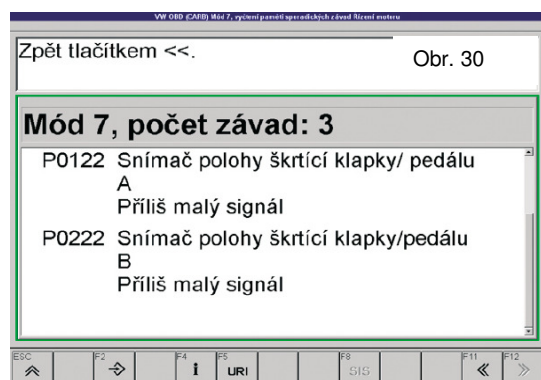 VW OBD (CARB) Mód 7, vyčtení paměti sporadických závad Řízení motoru
Zpět tlačítkem <<.
Obr. 30
Mód 7, počet závad: 3
P0122 Snímač polohy škrtící klapky/ pedálu
A
Příliš malý signál
P0222 Snímač polohy škrtící klapky/pedálu
B
Příliš malý signál
ESC F2 F4 F5 F8 F11 F12
i URI SIS « »